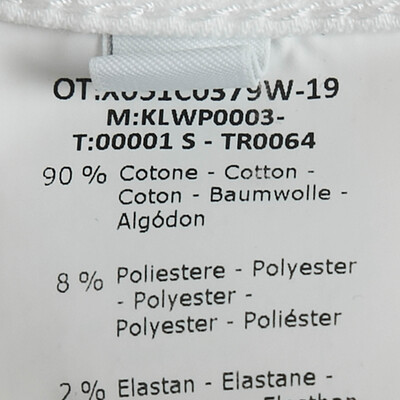 M:KLWP0003-
T:00001 S - TR0064
90 % Cotone - Cotton -
Coton - Baumwolle -
Algódon
8 % Poliestere - Polyester
- Polyester -
Polyester - Poliéster
2 % Elastan - Elastane -